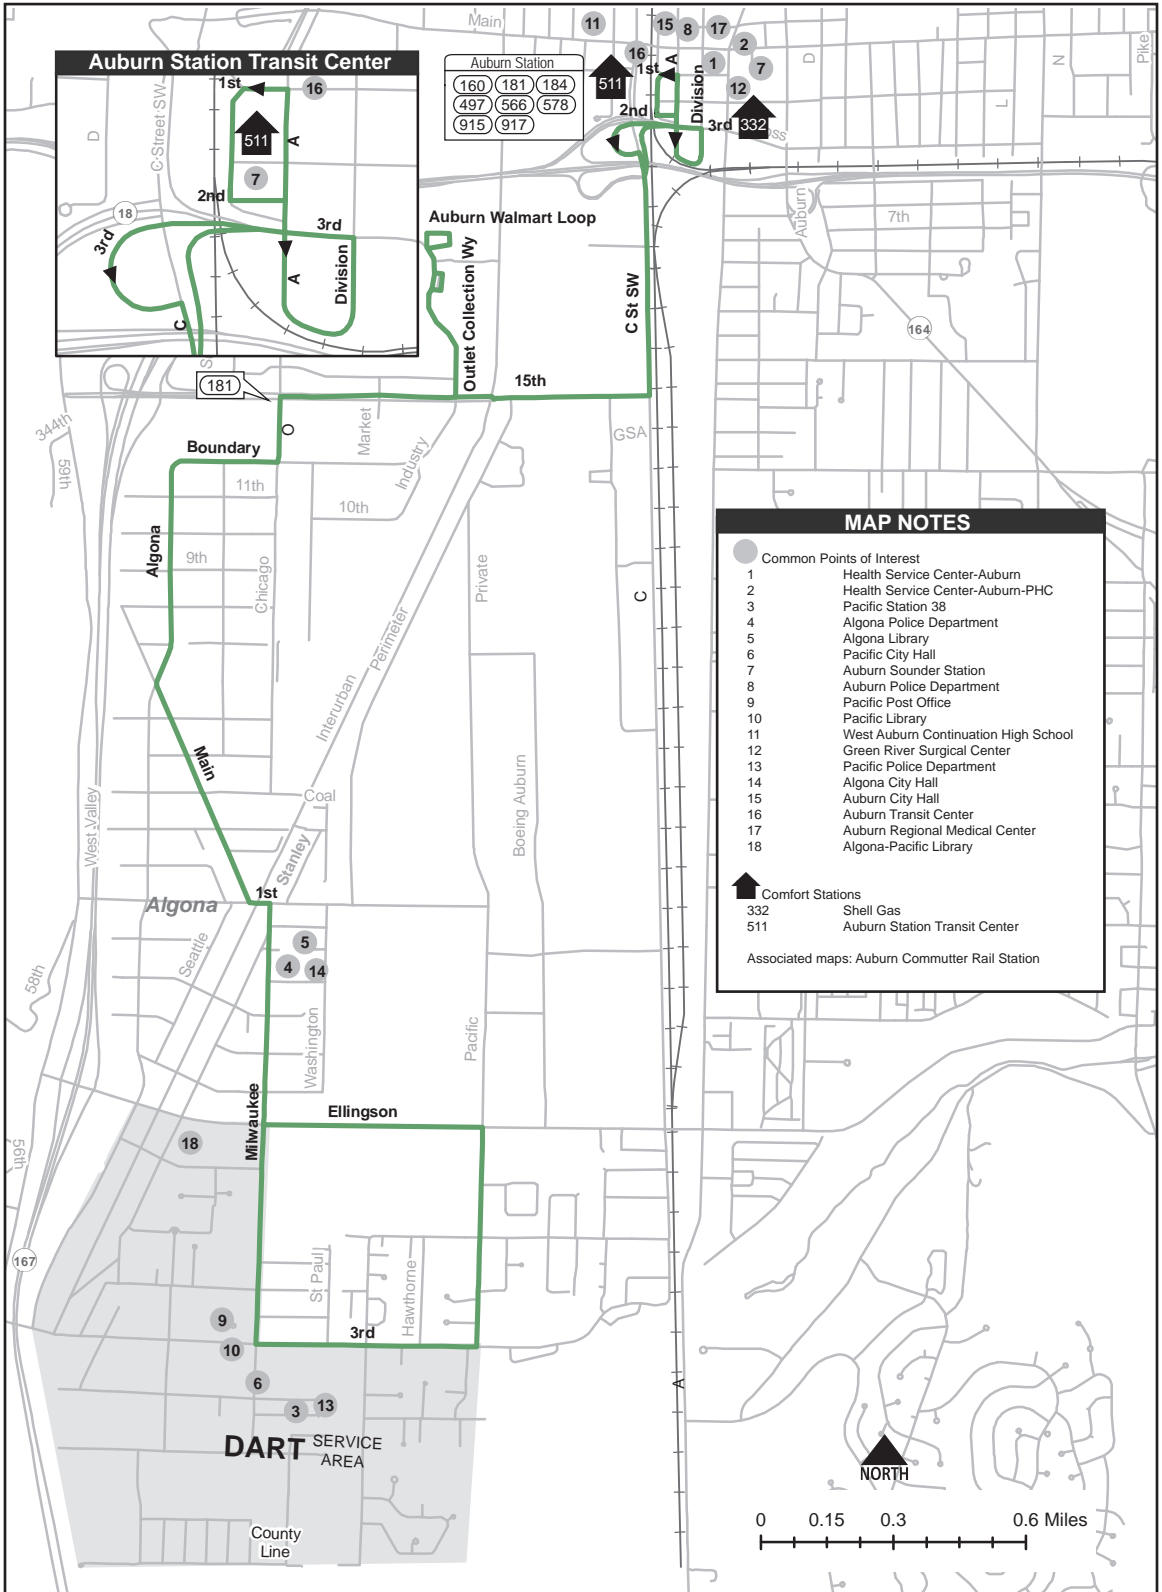 Main
11
15
8
17
2
16
1st
A
1
7
D
N
Pike
Auburn Station Transit Center
1st
16
511
A
D
C Street SW
7
2nd
18
3rd
3rd
A
Division
C
S
Auburn Station
160 181 184
497 566 578
915 917
511
2nd
Division
12
3rd
332
oss
L
Auburn
7th
164
Auburn Walmart Loop
Outlet Collection Wy
C St SW
15th
181
344th
59th
O
Market
Industry
GSA
Boundary
11th
10th
Algona
9th
Chicago
Private
C
Perimeter
Interurban
Main
Coal
West Valley
Stanley
Boeing Auburn
MAP NOTES
Common Points of Interest
1 Health Service Center-Auburn
2 Health Service Center-Auburn-PHC
3 Pacific Station 38
4 Algona Police Department
5 Algona Library
6 Pacific City Hall
7 Auburn Sounder Station
8 Auburn Police Department
9 Pacific Post Office
10 Pacific Library
11 West Auburn Continuation High School
12 Green River Surgical Center
13 Pacific Police Department
14 Algona City Hall
15 Auburn City Hall
16 Auburn Transit Center
17 Auburn Regional Medical Center
18 Algona-Pacific Library
Comfort Stations
332 Shell Gas
511 Auburn Station Transit Center
Associated maps: Auburn Commutter Rail Station
1st
Algona
Seattle
58th
5
4
14
Washington
Pacific
Milwaukee
Ellingson
18
56th
167
St Paul
Hawthorne
9
3rd
10
6
3
13
A
DART SERVICE
AREA
County
Line
NORTH
0 0.15 0.3 0.6 Miles